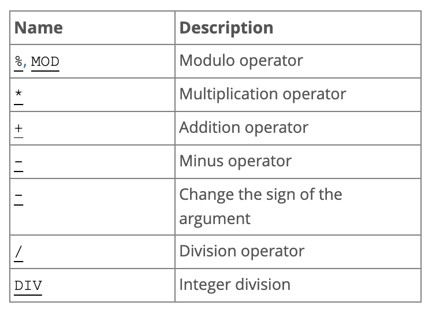 Name Description
%, MOD Modulo operator
* Multiplication operator
+ Addition operator
- Minus operator
- Change the sign of the
argument
/ Division operator
DIV Integer division